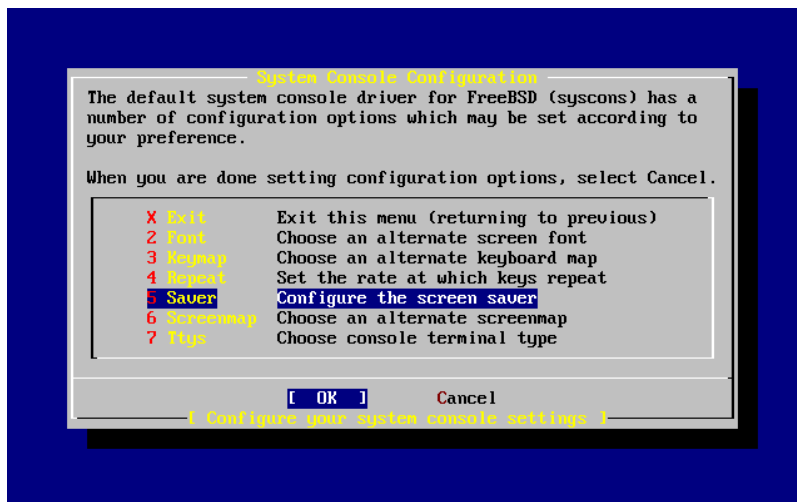 System Console Configuration
The default system console driver for FreeBSD (syscons) has a
number of configuration options which may be set according to
your preference.
When you are done setting configuration options, select Cancel.
X Exit Exit this menu (returning to previous)
2 Font Choose an alternate screen font
3 Keymap Choose an alternate keyboard map
4 Repeat Set the rate at which keys repeat
5 Saver Configure the screen saver
6 Screenmap Choose an alternate screenmap
7 Ttys Choose console terminal type
[ OK ] Cancel
[ Configure your system console settings ]